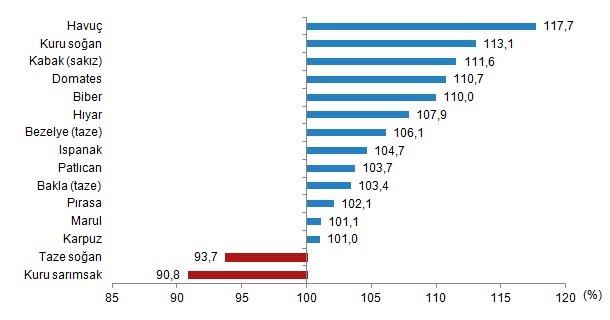 Havuç 117,7
Kuru soğan 113,1
Kabak (sakız) 111,6
Domates 110,7
Biber 110,0
Hıyar 107,9
Bezelye (taze) 106,1
Ispanak 104,7
Patlıcan 103,7
Bakla (taze) 103,4
Pırasa 102,1
Marul 101,1
Karpuz 101,0
Taze soğan 93,7
Kuru sarımsak 90,8
85 90 95 100 105 110 115 120 (%)